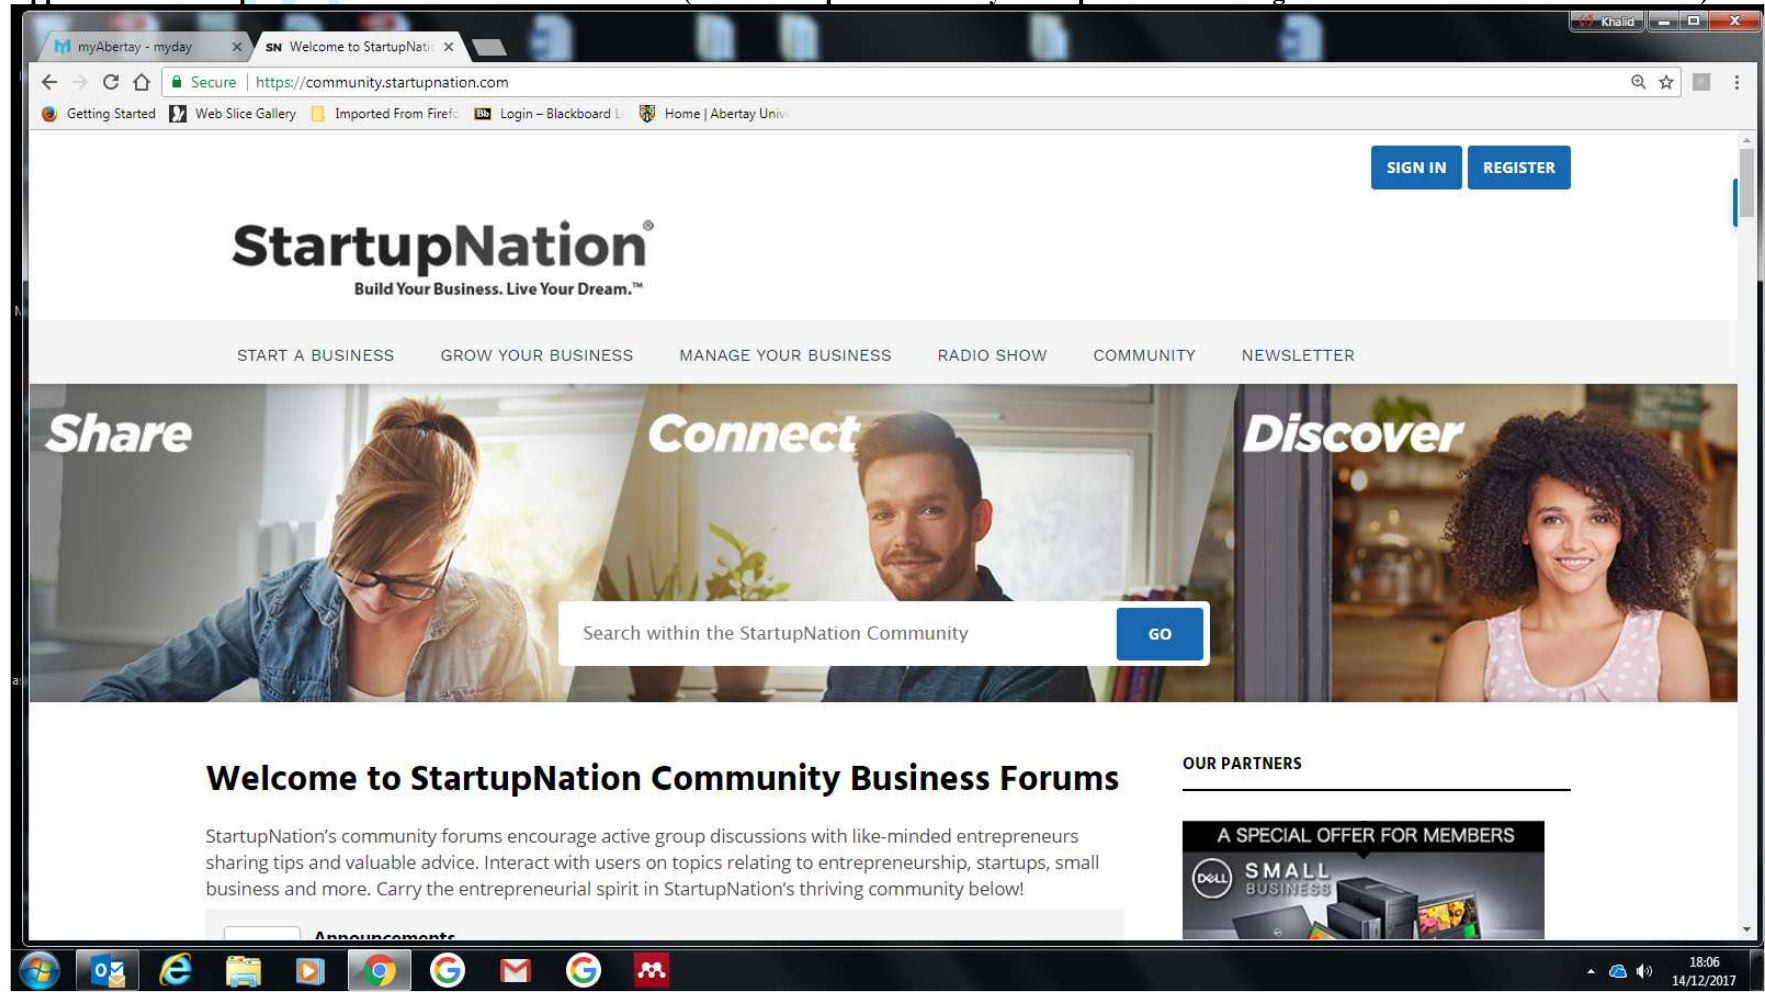 Khalid
myAbertay - myday
SN Welcome to StartupNatio
Secure | https://community.startupnation.com
Getting Started Web Slice Gallery Imported From Firefo Bb Login – Blackboard L Home | Abertay Univ
SIGN IN REGISTER
StartupNation®
Build Your Business. Live Your Dream.™
START A BUSINESS GROW YOUR BUSINESS MANAGE YOUR BUSINESS RADIO SHOW COMMUNITY NEWSLETTER
Share Connect Discover
Search within the StartupNation Community GO
Welcome to StartupNation Community Business Forums
StartupNation’s community forums encourage active group discussions with like-minded entrepreneurs
sharing tips and valuable advice. Interact with users on topics relating to entrepreneurship, startups, small
business and more. Carry the entrepreneurial spirit in StartupNation’s thriving community below!
Announcements
OUR PARTNERS
A SPECIAL OFFER FOR MEMBERS
DELL SMALL
BUSINESS
18:06
14/12/2017